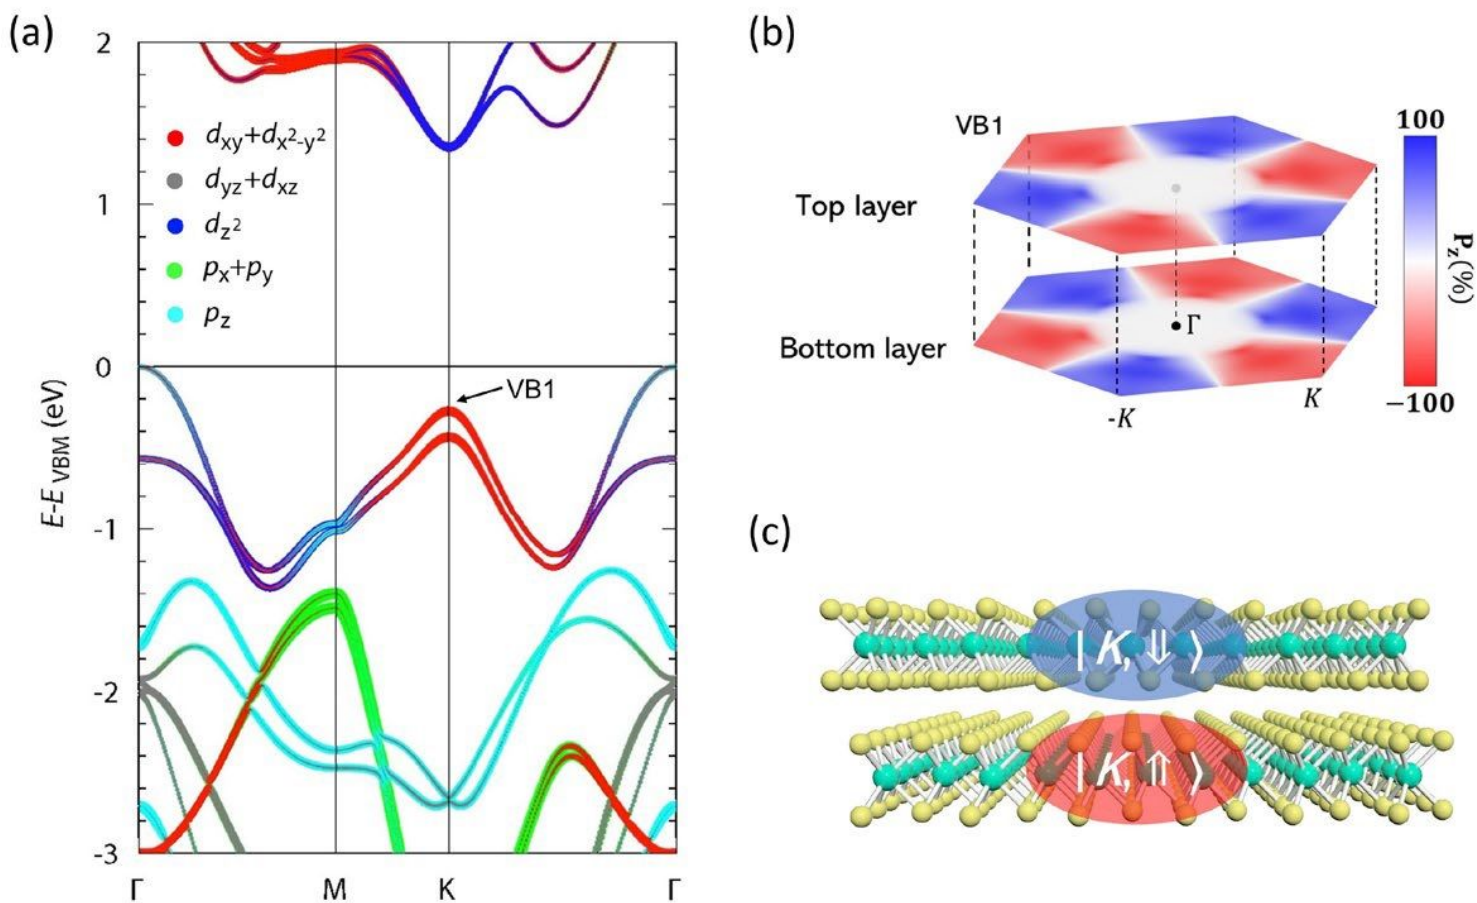 (a)
2
1
0
-1
-2
-3
E-E VBM (eV)
dxy+dx²-y²
dyz+dxz
dz²
px+py
pz
VB1
Γ
M
K
Γ
(b)
VB1
Top layer
Bottom layer
Γ
-K
K
100
Pz(%)
−100
(c)
| K, ⇓ ⟩
| K, ⇑ ⟩